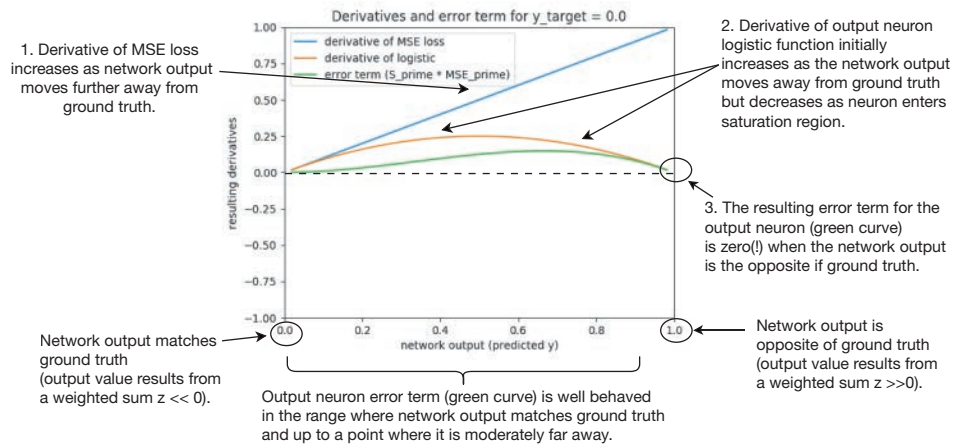 Derivatives and error term for y_target = 0.0
1. Derivative of MSE loss
increases as network output
moves further away from
ground truth.
2. Derivative of output neuron
logistic function initially
increases as the network output
moves away from ground truth
but decreases as neuron enters
saturation region.
derivative of MSE loss
derivative of logistic
error term (S_prime * MSE_prime)
1.00
0.75
0.50
0.25
0.00
−0.25
−0.50
−0.75
−1.00
resulting derivatives
3. The resulting error term for the
output neuron (green curve)
is zero(!) when the network output
is the opposite if ground truth.
0.0
0.2
0.4
0.6
0.8
1.0
network output (predicted y)
Network output matches
ground truth
(output value results from
a weighted sum z << 0).
Network output is
opposite of ground truth
(output value results from
a weighted sum z >>0).
Output neuron error term (green curve) is well behaved
in the range where network output matches ground truth
and up to a point where it is moderately far away.